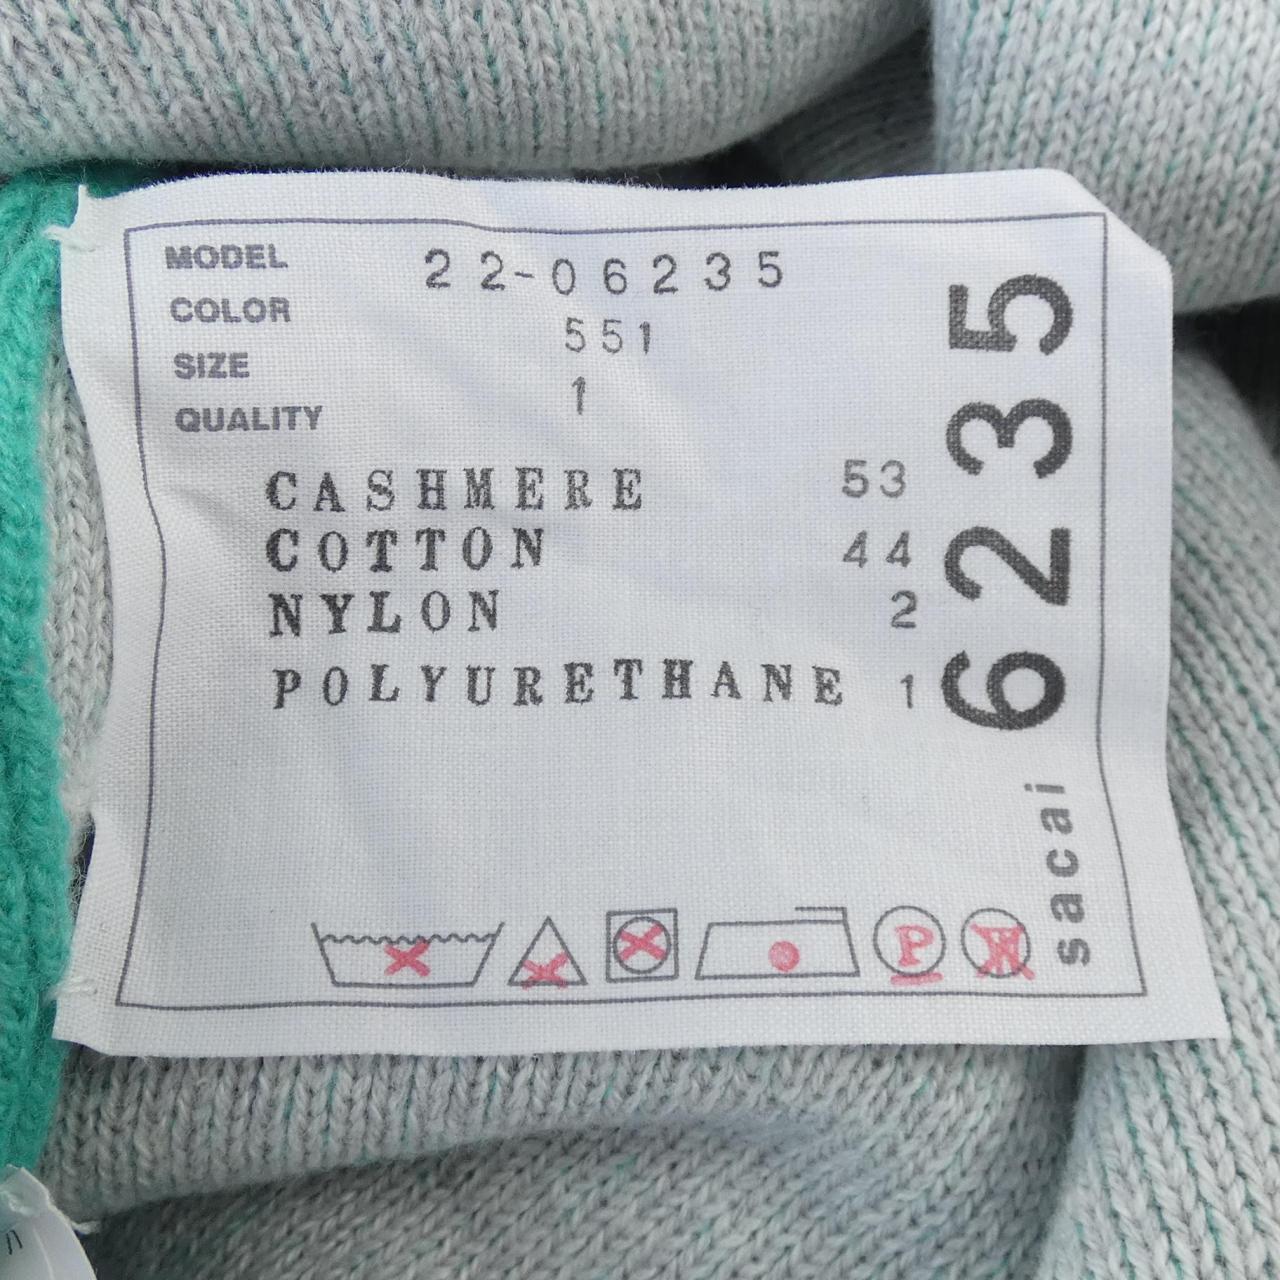 MODEL 22-06235
COLOR 551
SIZE 1
QUALITY
CASHMERE 53
COTTON 44
NYLON 2
POLYURETHANE 1
P W
sacai 6235